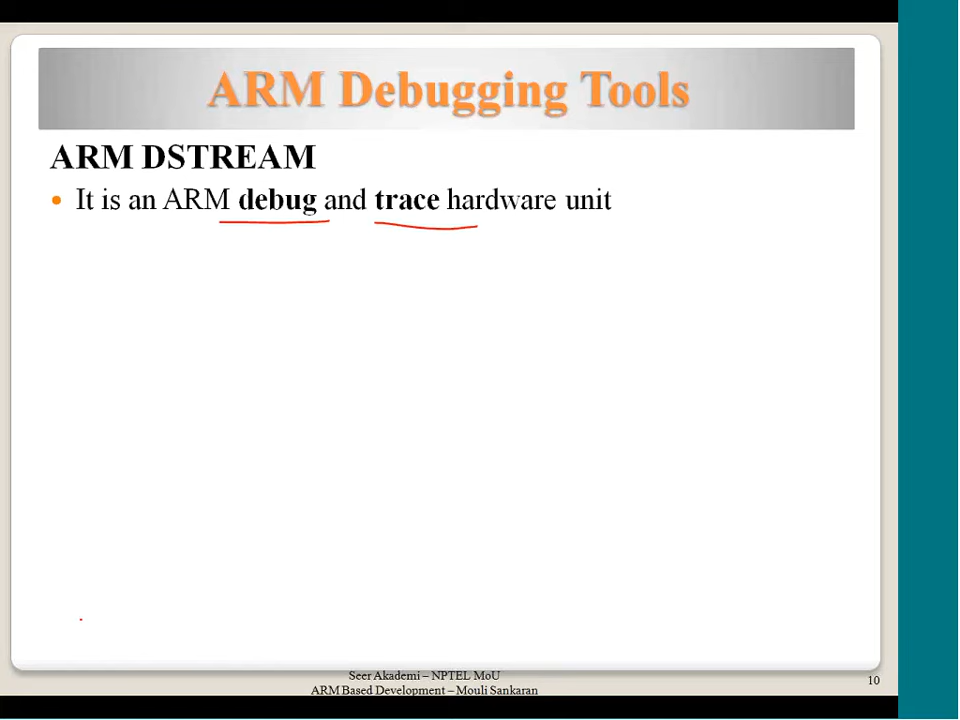 ARM Debugging Tools
ARM DSTREAM
• It is an ARM debug and trace hardware unit
Seer Akademi – NPTEL MoU
ARM Based Development – Mouli Sankaran
10